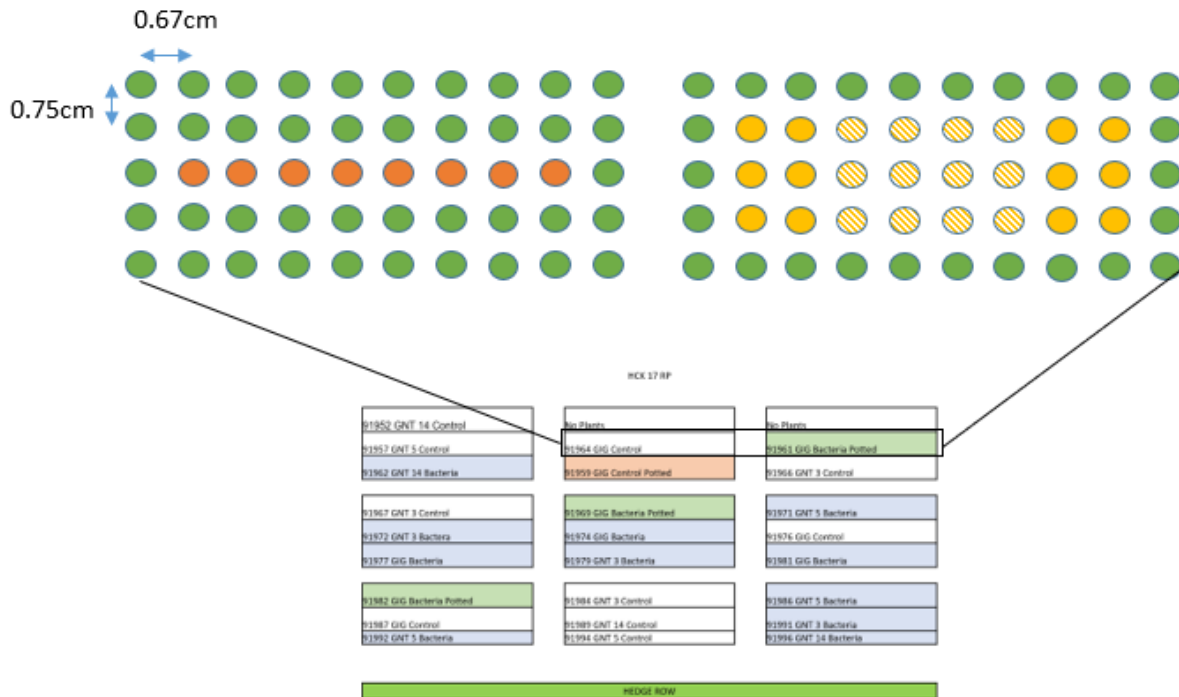 0.67cm
0.75cm
HCK 17 RP
91952 GNT 14 Control
No Plants
No Plants
91957 GNT 5 Control
91964 GIG Control
91961 GIG Bacteria Potted
91962 GNT 14 Bacteria
91959 GIG Control Potted
91966 GNT 3 Control
91967 GNT 3 Control
91969 GIG Bacteria Potted
91971 GNT 5 Bacteria
91972 GNT 3 Bactera
91974 GIG Bacteria
91976 GIG Control
91977 GIG Bacteria
91979 GNT 3 Bacteria
91981 GIG Bacteria
91982 GIG Bacteria Potted
91984 GNT 3 Control
91986 GNT 5 Bacteria
91987 GIG Control
91989 GNT 14 Control
91991 GNT 3 Bacteria
91992 GNT 5 Bacteria
91994 GNT 5 Control
91996 GNT 14 Bacteria
HEDGE ROW